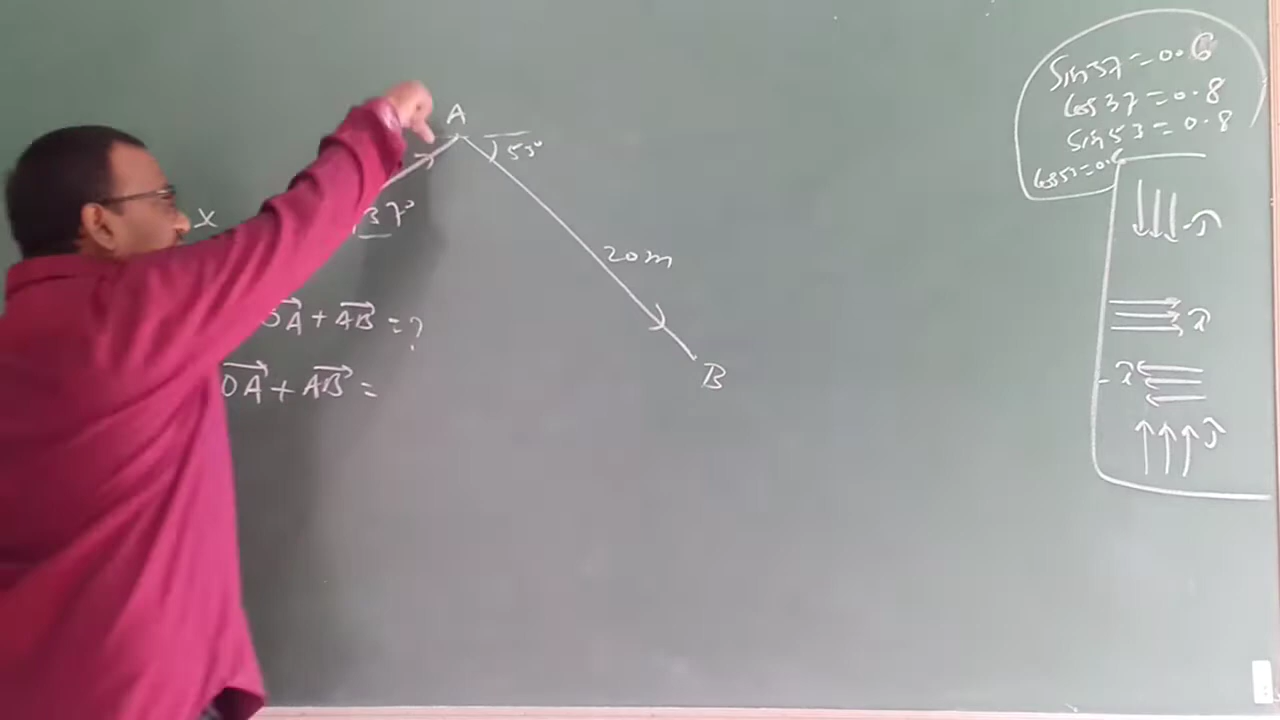 A
53°
X
37°
20m
OA + AB = ?
OA + AB =
B
Sin37 = 0.6
Cos37 = 0.8
Sin53 = 0.8
Cos53 = 0.6
-ĵ
î
-î
ĵ